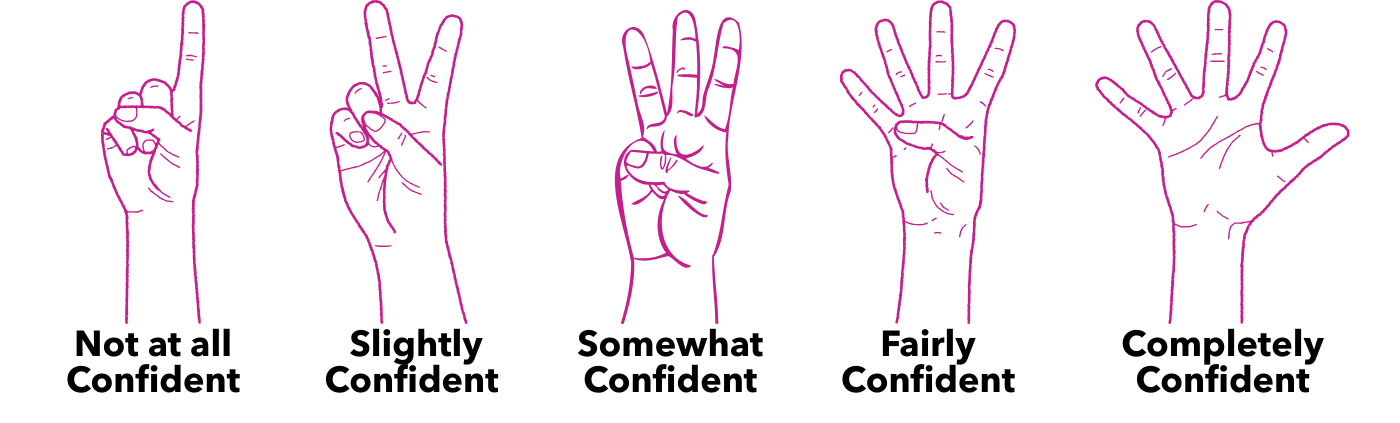 Not at all
Confident
Slightly
Confident
Somewhat
Confident
Fairly
Confident
Completely
Confident